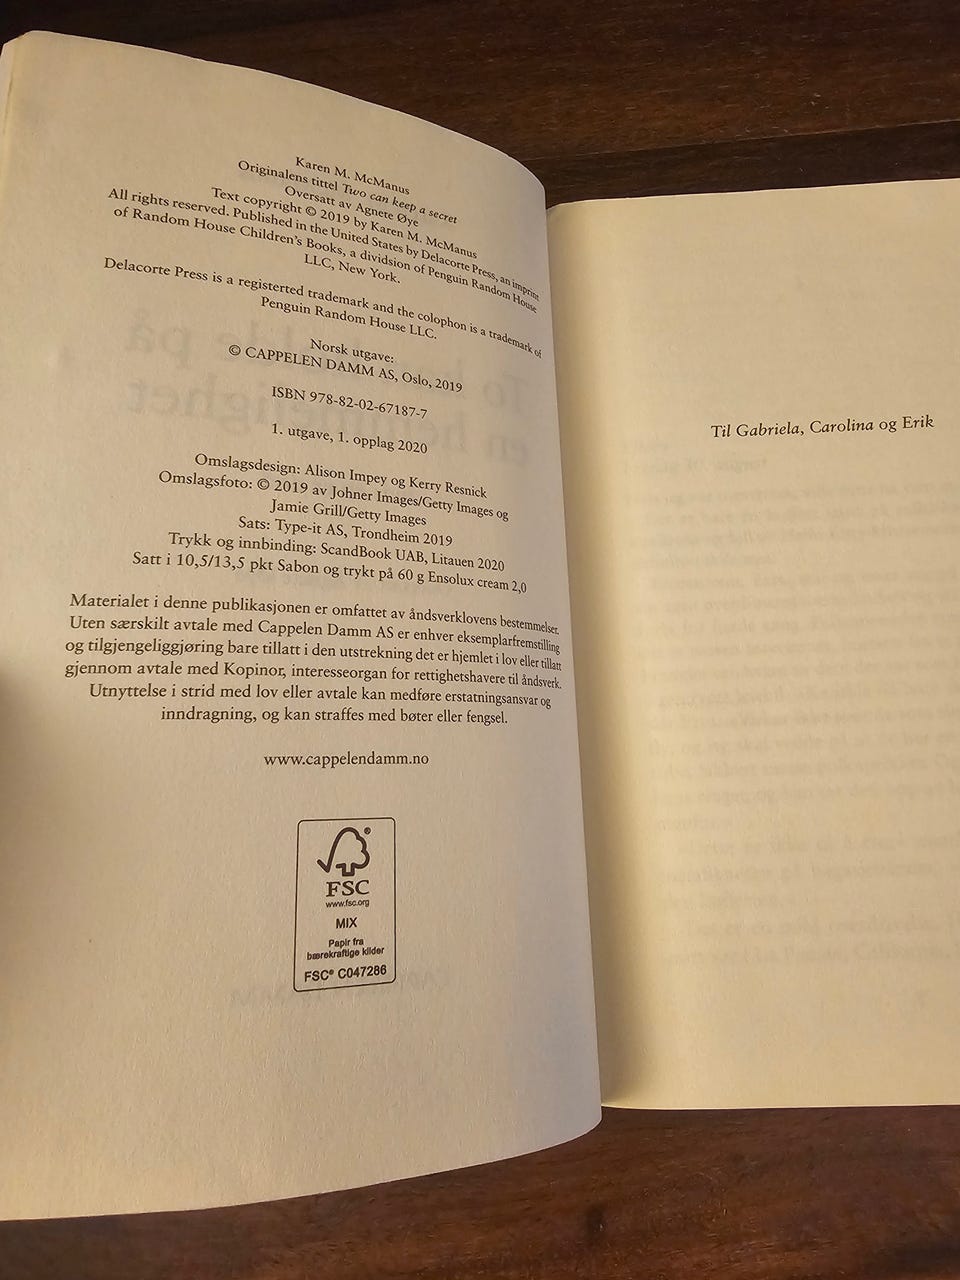 Karen M. McManus
Originalens tittel Two can keep a secret
Oversatt av Agnete Øye
Text copyright © 2019 by Karen M. McManus
All rights reserved. Published in the United States by Delacorte Press, an imprint
of Random House Children's Books, a dividsion of Penguin Random House
LLC, New York.
Delacorte Press is a registerted trademark and the colophon is a trademark of
Penguin Random House LLC.
Norsk utgave:
© CAPPELEN DAMM AS, Oslo, 2019
ISBN 978-82-02-67187-7
1. utgave, 1. opplag 2020
Omslagsdesign: Alison Impey og Kerry Resnick
Omslagsfoto: © 2019 av Johner Images/Getty Images og
Jamie Grill/Getty Images
Sats: Type-it AS, Trondheim 2019
Trykk og innbinding: ScandBook UAB, Litauen 2020
Satt i 10,5/13,5 pkt Sabon og trykt på 60 g Ensolux cream 2,0
Materialet i denne publikasjonen er omfattet av åndsverklovens bestemmelser.
Uten særskilt avtale med Cappelen Damm AS er enhver eksemplarfremstilling
og tilgjengeliggjøring bare tillatt i den utstrekning det er hjemlet i lov eller tillatt
gjennom avtale med Kopinor, interesseorgan for rettighetshavere til åndsverk.
Utnyttelse i strid med lov eller avtale kan medføre erstatningsansvar og
inndragning, og kan straffes med bøter eller fengsel.
www.cappelendamm.no
®
FSC
www.fsc.org
MIX
Papir fra
bærekraftige kilder
FSC® C047286
Til Gabriela, Carolina og Erik